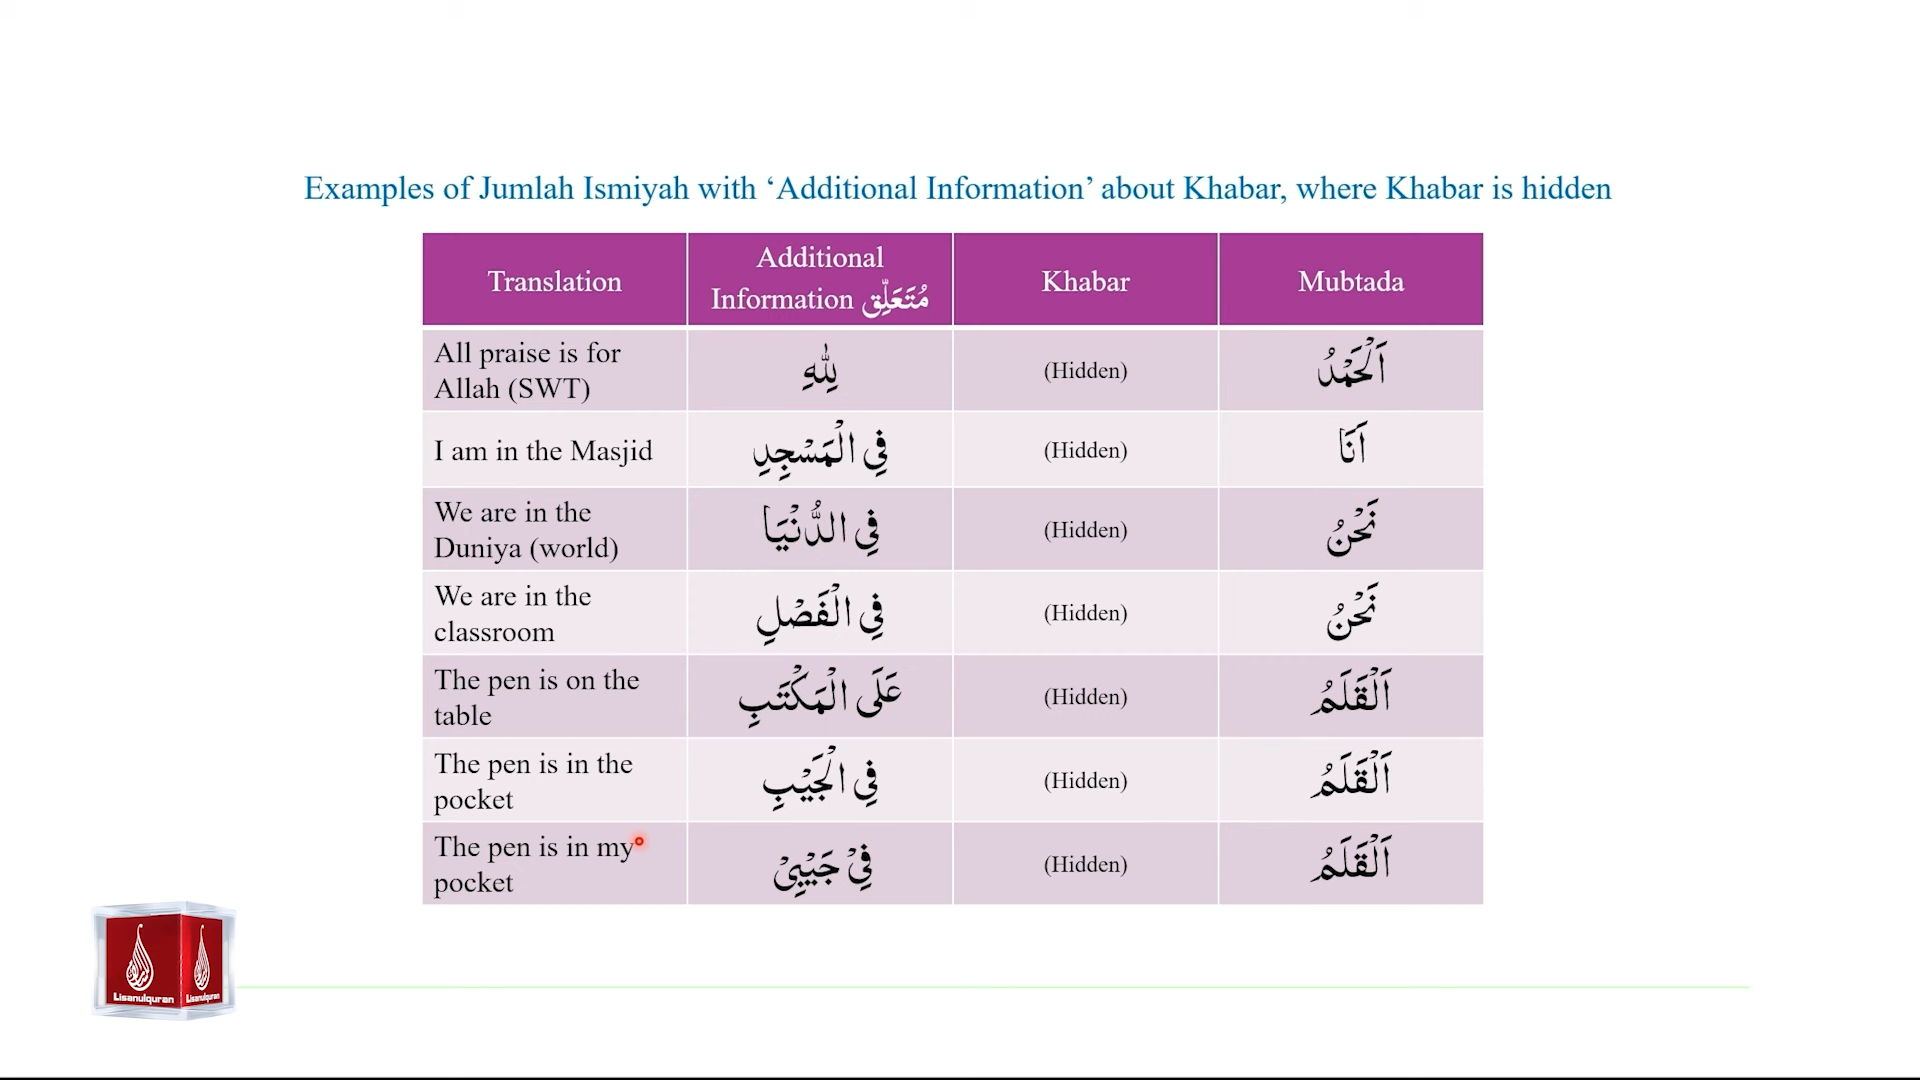 Examples of Jumlah Ismiyah with ‘Additional Information’ about Khabar, where Khabar is hidden
Translation
Additional
Information مُتَعَلِّق
Khabar
Mubtada
All praise is for
Allah (SWT)
لِلّٰهِ
(Hidden)
اَلْحَمْدُ
I am in the Masjid
فِي الْمَسْجِدِ
(Hidden)
اَنَا
We are in the
Duniya (world)
فِي الدُّنْيَا
(Hidden)
نَحْنُ
We are in the
classroom
فِي الْفَصْلِ
(Hidden)
نَحْنُ
The pen is on the
table
عَلَى الْمَكْتَبِ
(Hidden)
اَلْقَلَمُ
The pen is in the
pocket
فِي الْجَيْبِ
(Hidden)
اَلْقَلَمُ
The pen is in my
pocket
فِيْ جَيْبِيْ
(Hidden)
اَلْقَلَمُ
Lisanulquran
Lisanulquran